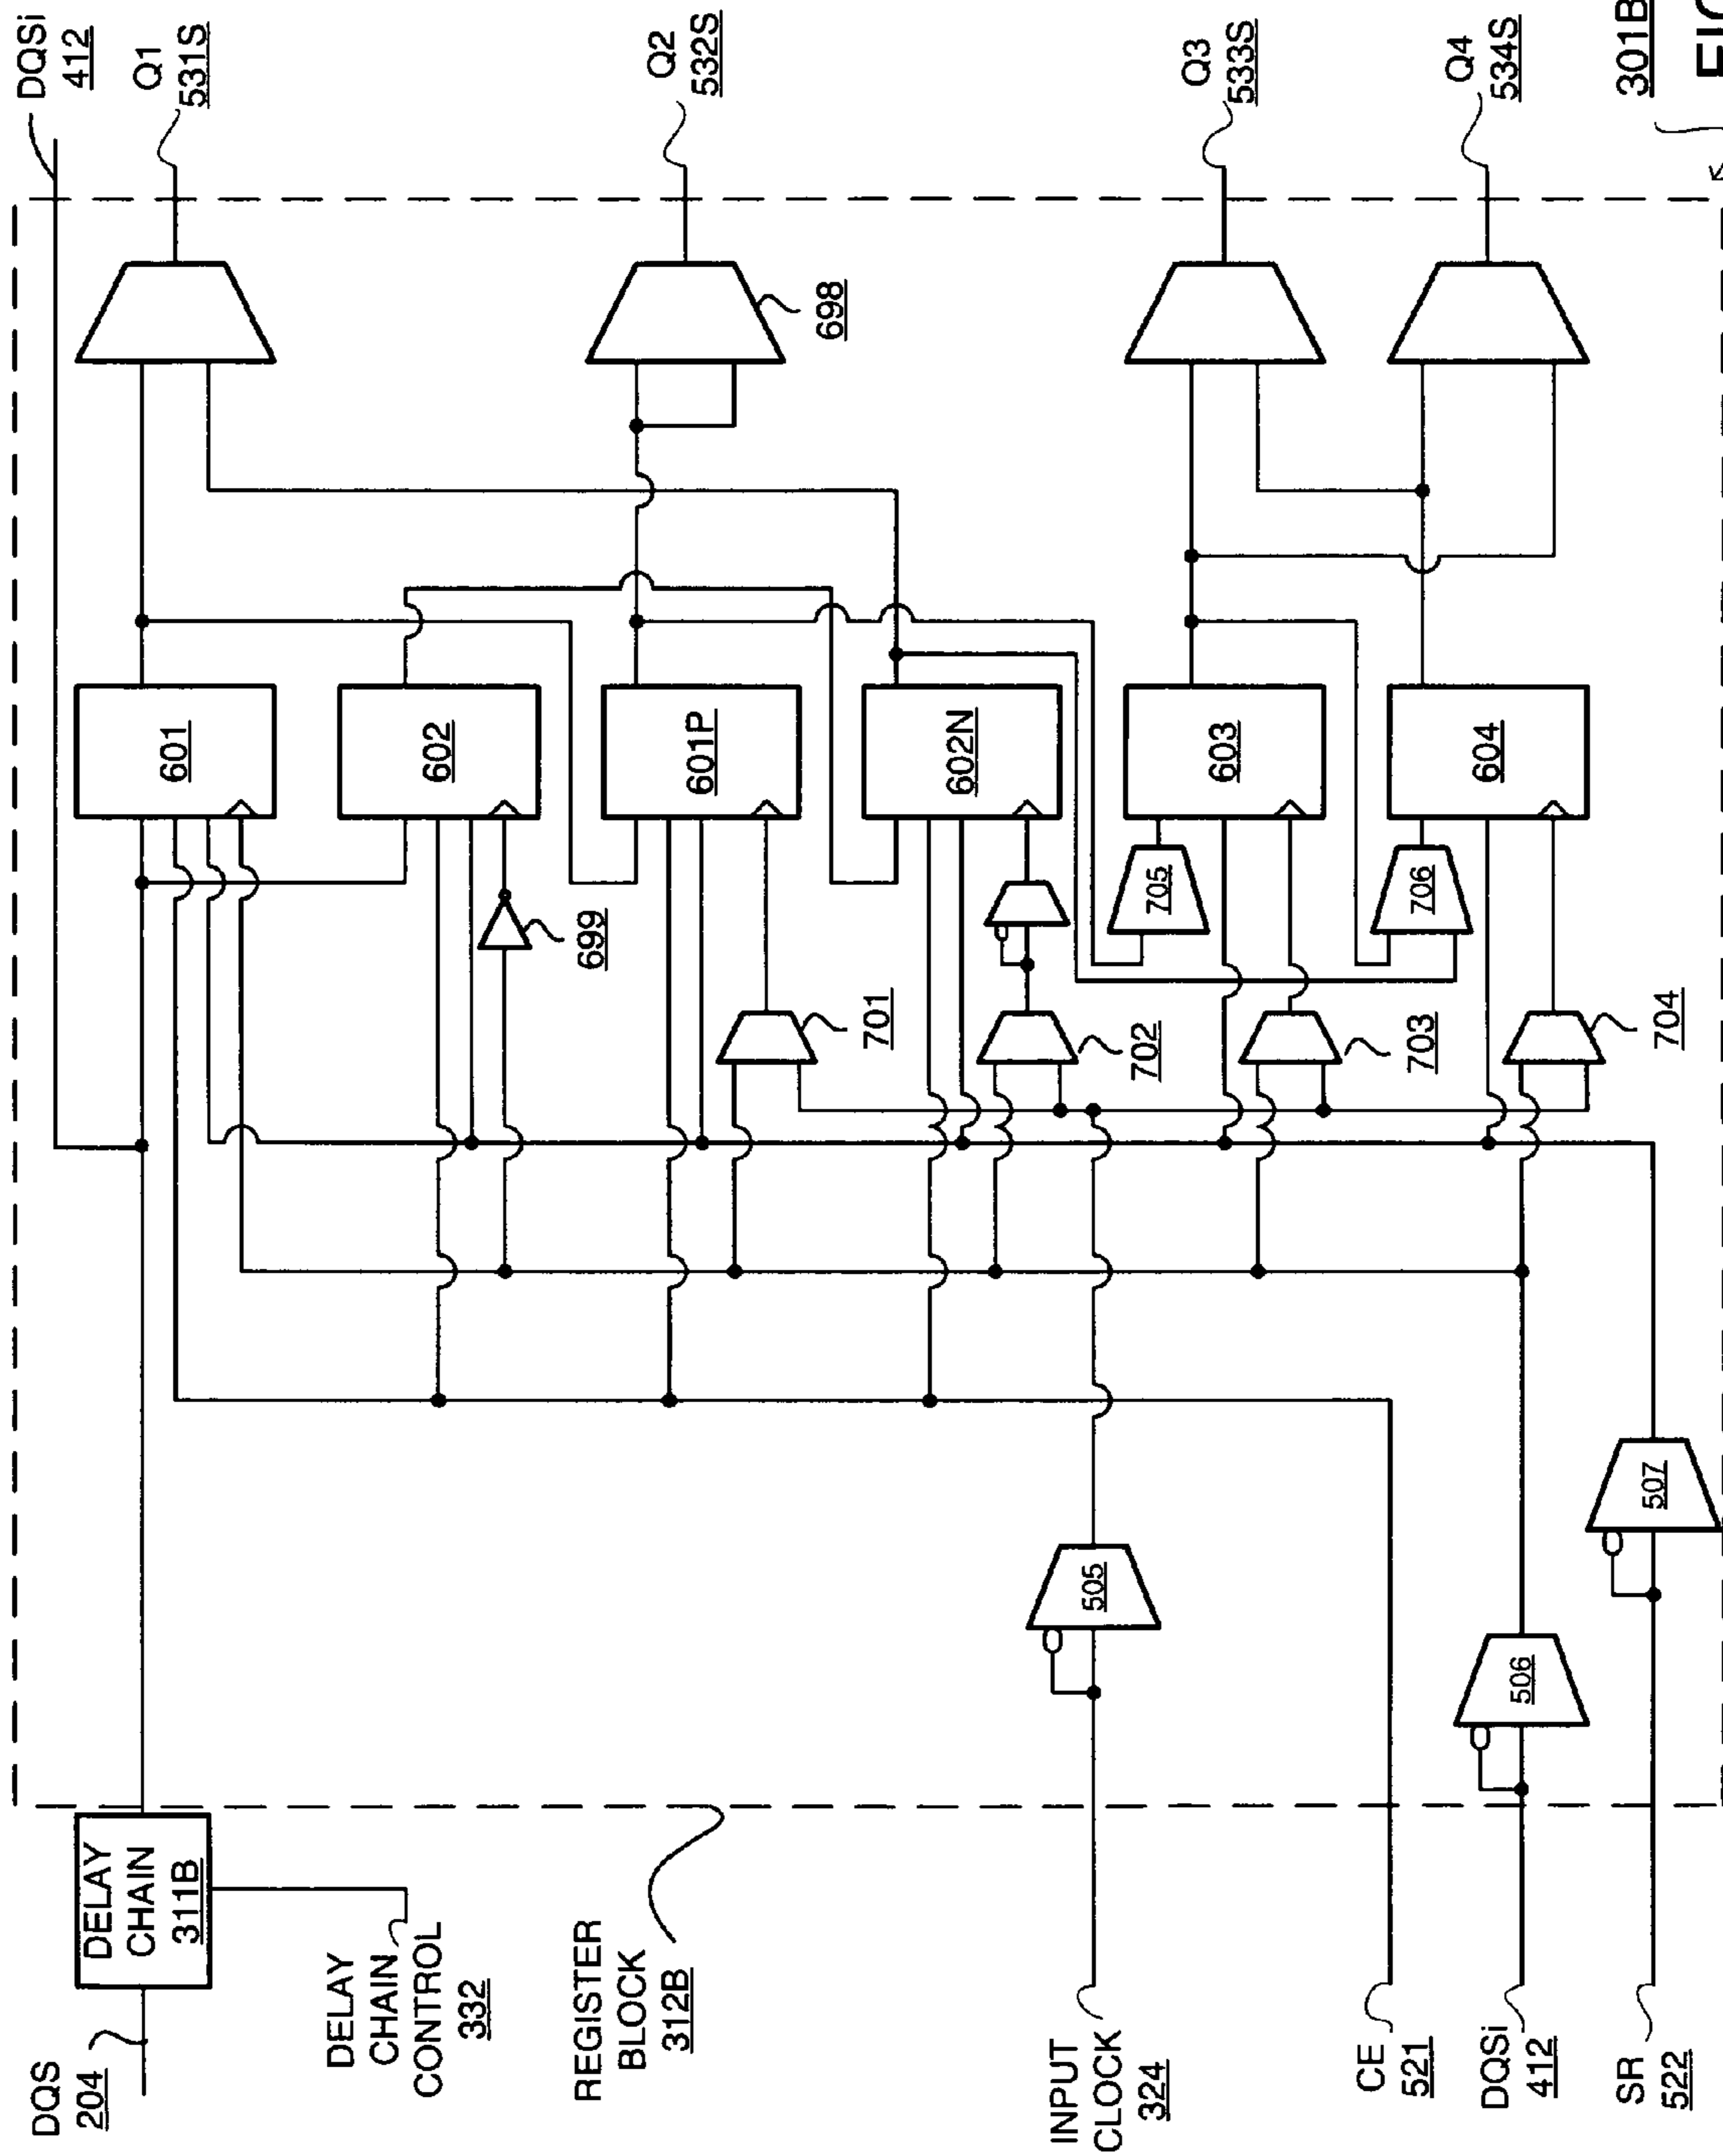 DQSi
412
DQS
204
DELAY
CHAIN
311B
601
Q1
531S
DELAY
CHAIN
CONTROL
332
602
699
REGISTER
BLOCK
312B
601P
701
698
Q2
532S
INPUT
CLOCK
324
505
602N
702
705
603
703
Q3
533S
CE
521
706
604
704
Q4
534S
DQSi
412
506
SR
522
507
301B